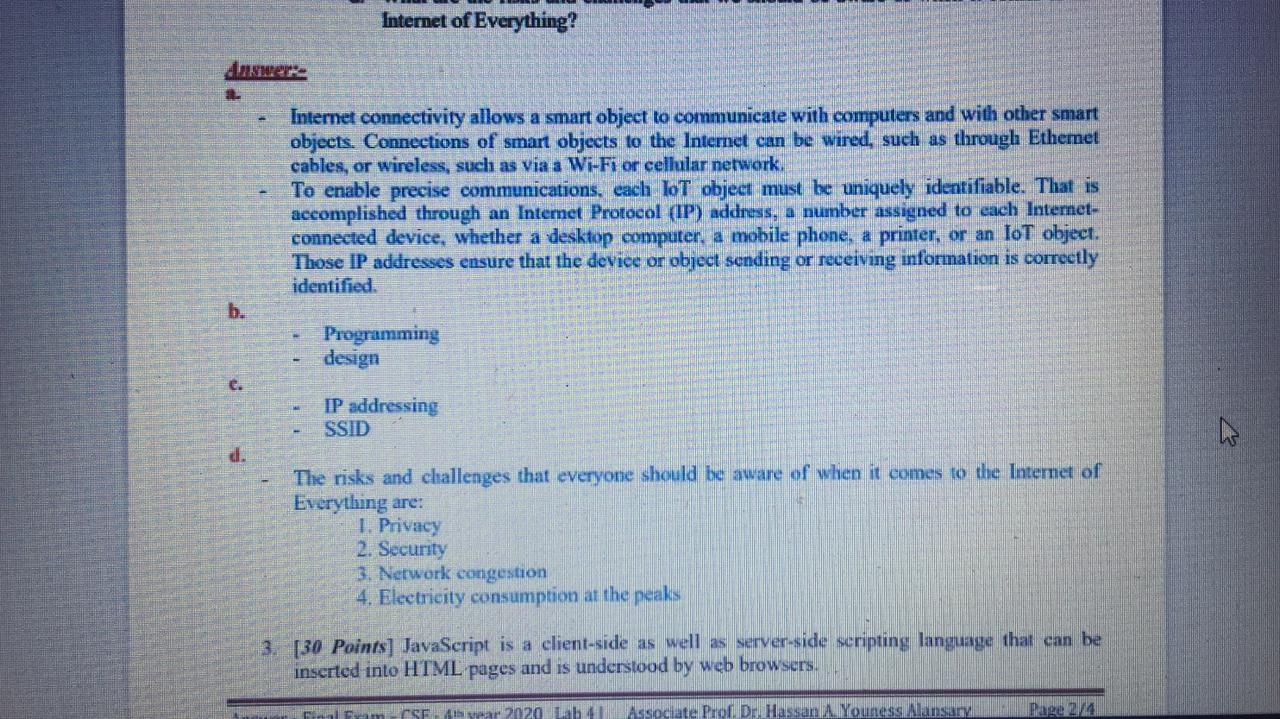 Internet of Everything?
Answer:-
a.
- Internet connectivity allows a smart object to communicate with computers and with other smart
objects. Connections of smart objects to the Internet can be wired, such as through Ethernet
cables, or wireless, such as via a Wi-Fi or cellular network.
- To enable precise communications, each IoT object must be uniquely identifiable. That is
accomplished through an Internet Protocol (IP) address, a number assigned to each Internet-
connected device, whether a desktop computer, a mobile phone, a printer, or an IoT object.
Those IP addresses ensure that the device or object sending or receiving information is correctly
identified.
b.
- Programming
- design
c.
- IP addressing
- SSID
d.
- The risks and challenges that everyone should be aware of when it comes to the Internet of
Everything are:
1. Privacy
2. Security
3. Network congestion
4. Electricity consumption at the peaks
3. [30 Points] JavaScript is a client-side as well as server-side scripting language that can be
inserted into HTML pages and is understood by web browsers.
Final Exam - CSE - 4th year 2020 Lab 4 Associate Prof. Dr. Hassan A. Youness Alansary Page 2/4